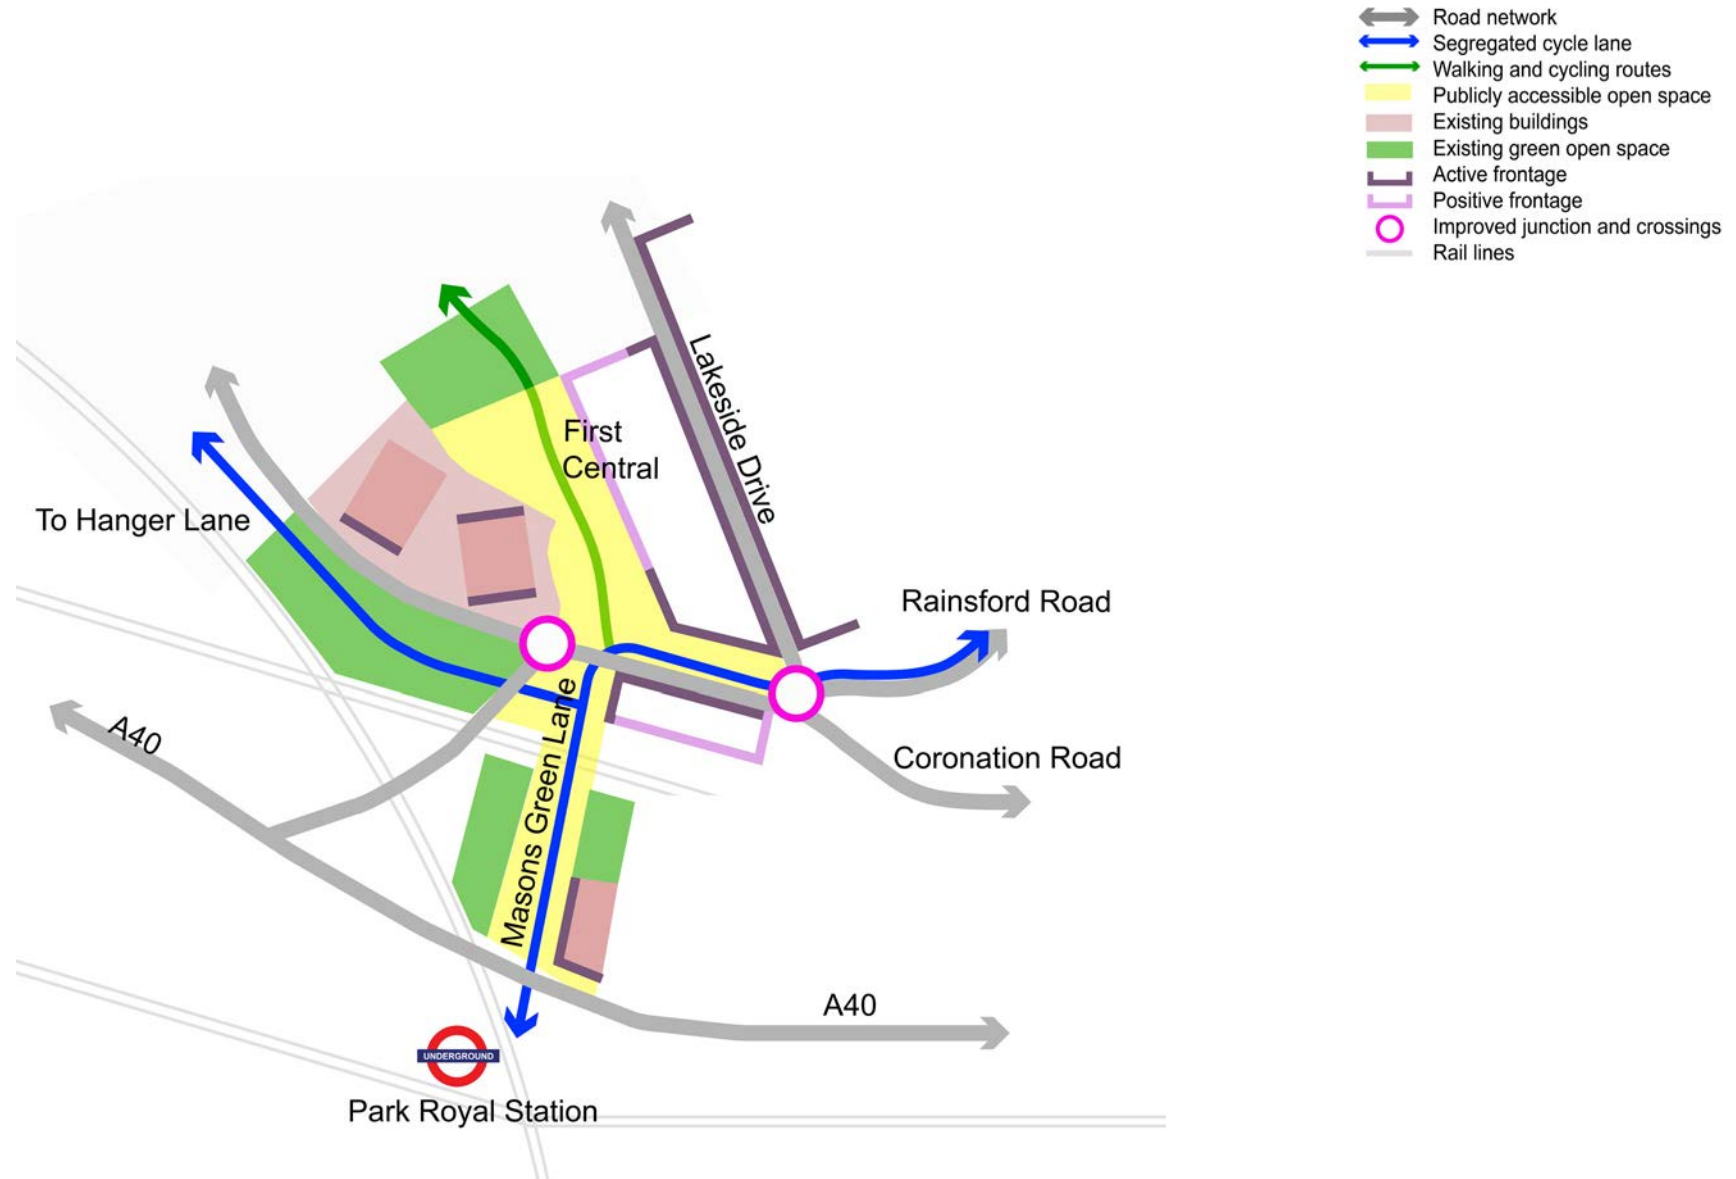 Road network
Segregated cycle lane
Walking and cycling routes
Publicly accessible open space
Existing buildings
Existing green open space
Active frontage
Positive frontage
Improved junction and crossings
Rail lines
Lakeside Drive
First
Central
To Hanger Lane
Rainsford Road
Masons Green Lane
A40
Coronation Road
A40
UNDERGROUND
Park Royal Station